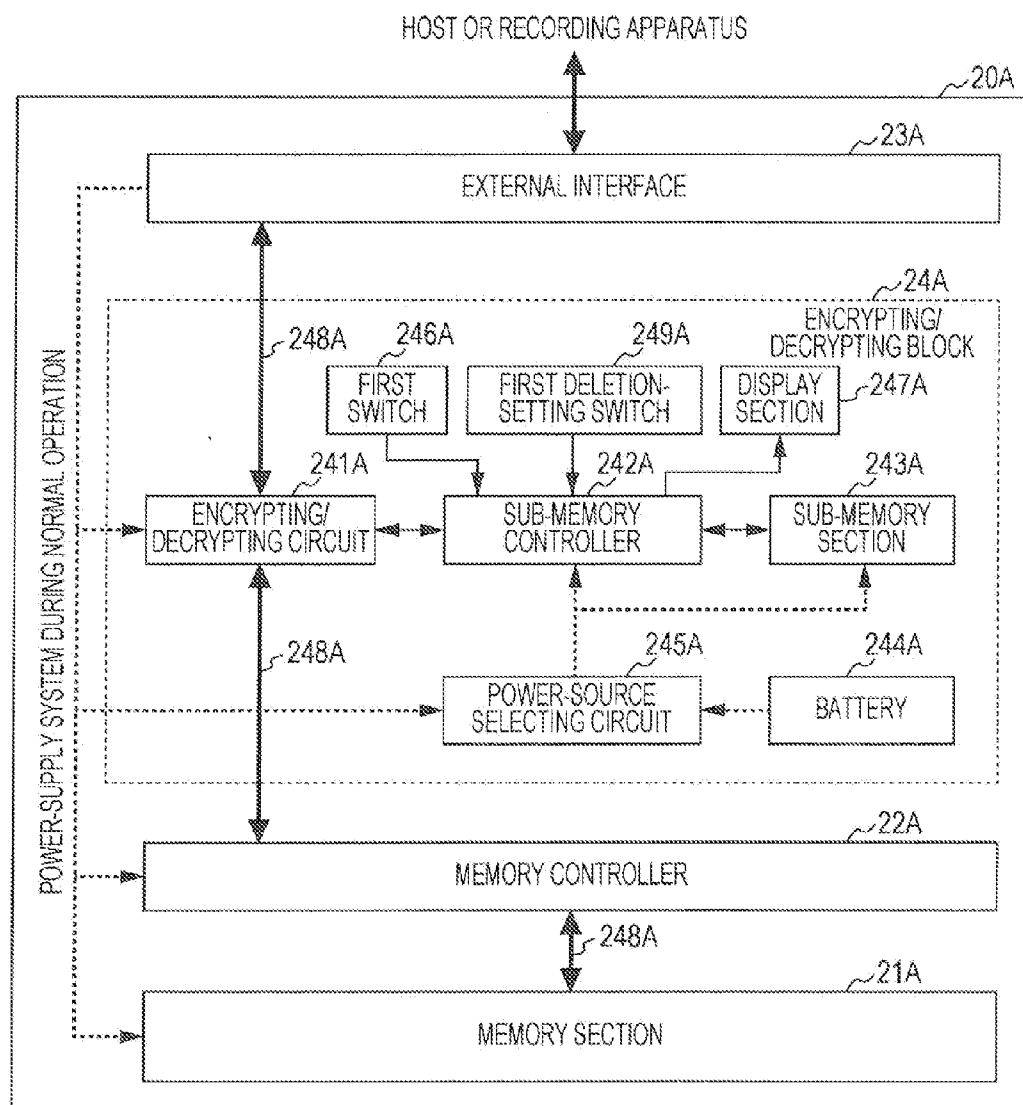 HOST OR RECORDING APPARATUS
20A
23A
EXTERNAL INTERFACE
24A
ENCRYPTING/
DECRYPTING BLOCK
248A
246A
249A
FIRST
SWITCH
FIRST DELETION-
SETTING SWITCH
DISPLAY
SECTION
247A
241A
242A
243A
ENCRYPTING/
DECRYPTING CIRCUIT
SUB-MEMORY
CONTROLLER
SUB-MEMORY
SECTION
248A
245A
244A
POWER-SOURCE
SELECTING CIRCUIT
BATTERY
POWER-SUPPLY SYSTEM DURING NORMAL OPERATION
22A
MEMORY CONTROLLER
248A
21A
MEMORY SECTION